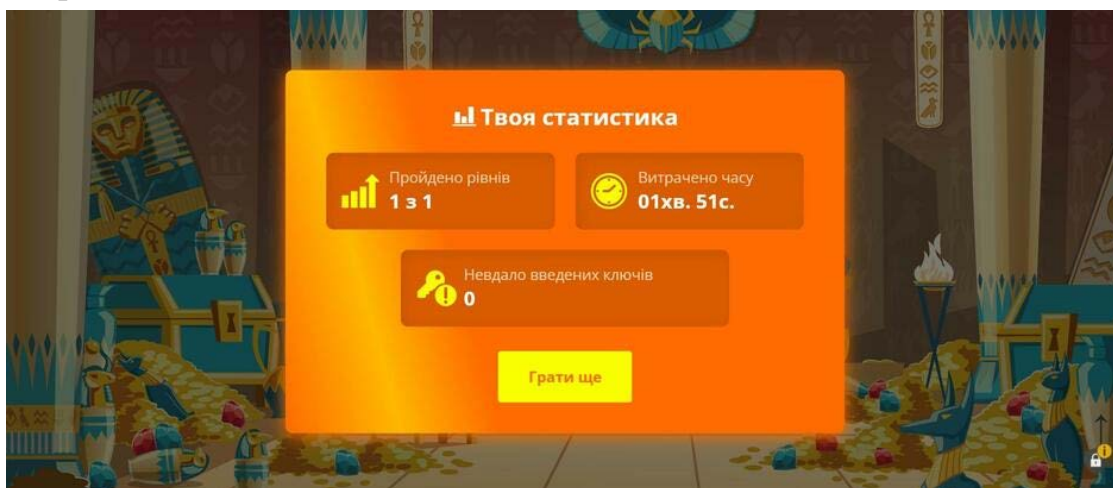 Твоя статистика
Пройдено рівнів
1 з 1
Витрачено часу
01хв. 51с.
Невдало введених ключів
0
Грати ще